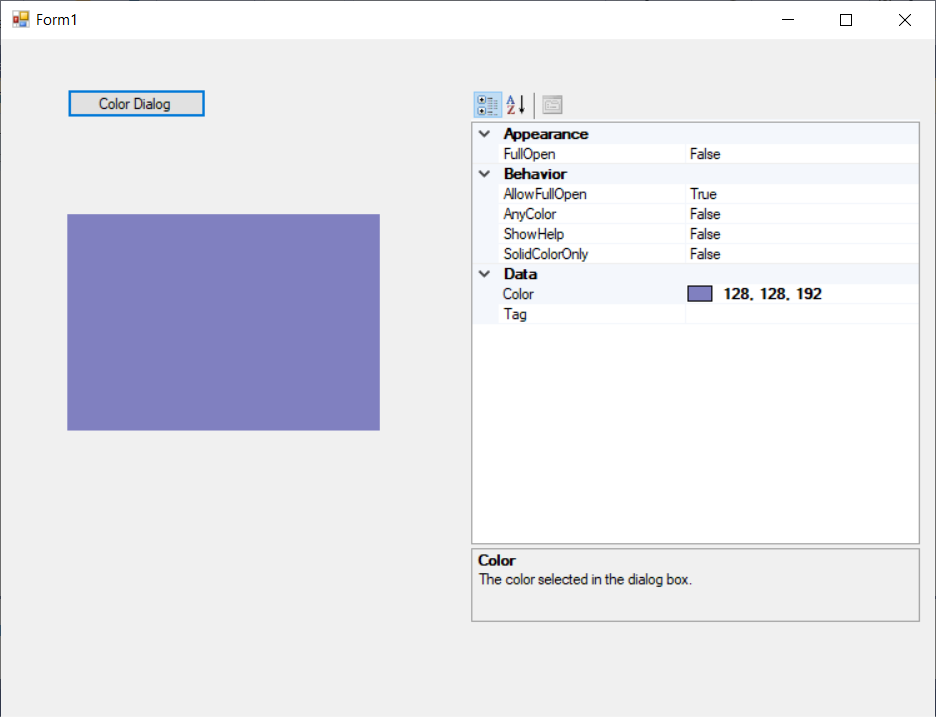 Form1
Color Dialog
A
Z
Appearance
FullOpen False
Behavior
AllowFullOpen True
AnyColor False
ShowHelp False
SolidColorOnly False
Data
Color 128, 128, 192
Tag
Color
The color selected in the dialog box.